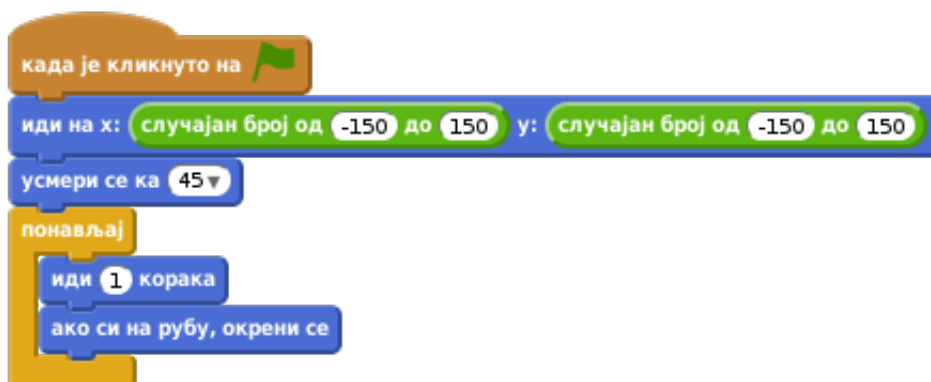 када је кликнуто на
иди на x: случајан број од -150 до 150 y: случајан број од -150 до 150
усмери се ка 45
понављај
иди 1 корака
ако си на рубу, окрени се